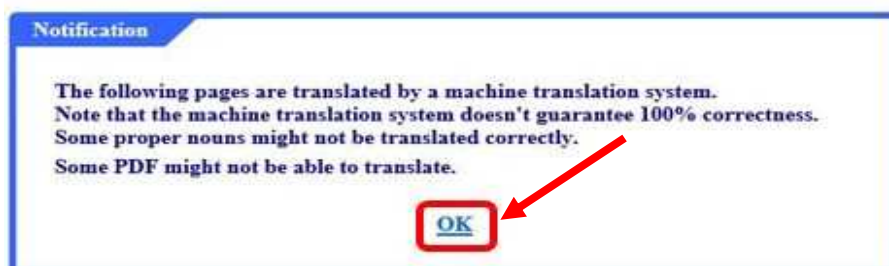 Notification
The following pages are translated by a machine translation system.
Note that the machine translation system doesn't guarantee 100% correctness.
Some proper nouns might not be translated correctly.
Some PDF might not be able to translate.
OK